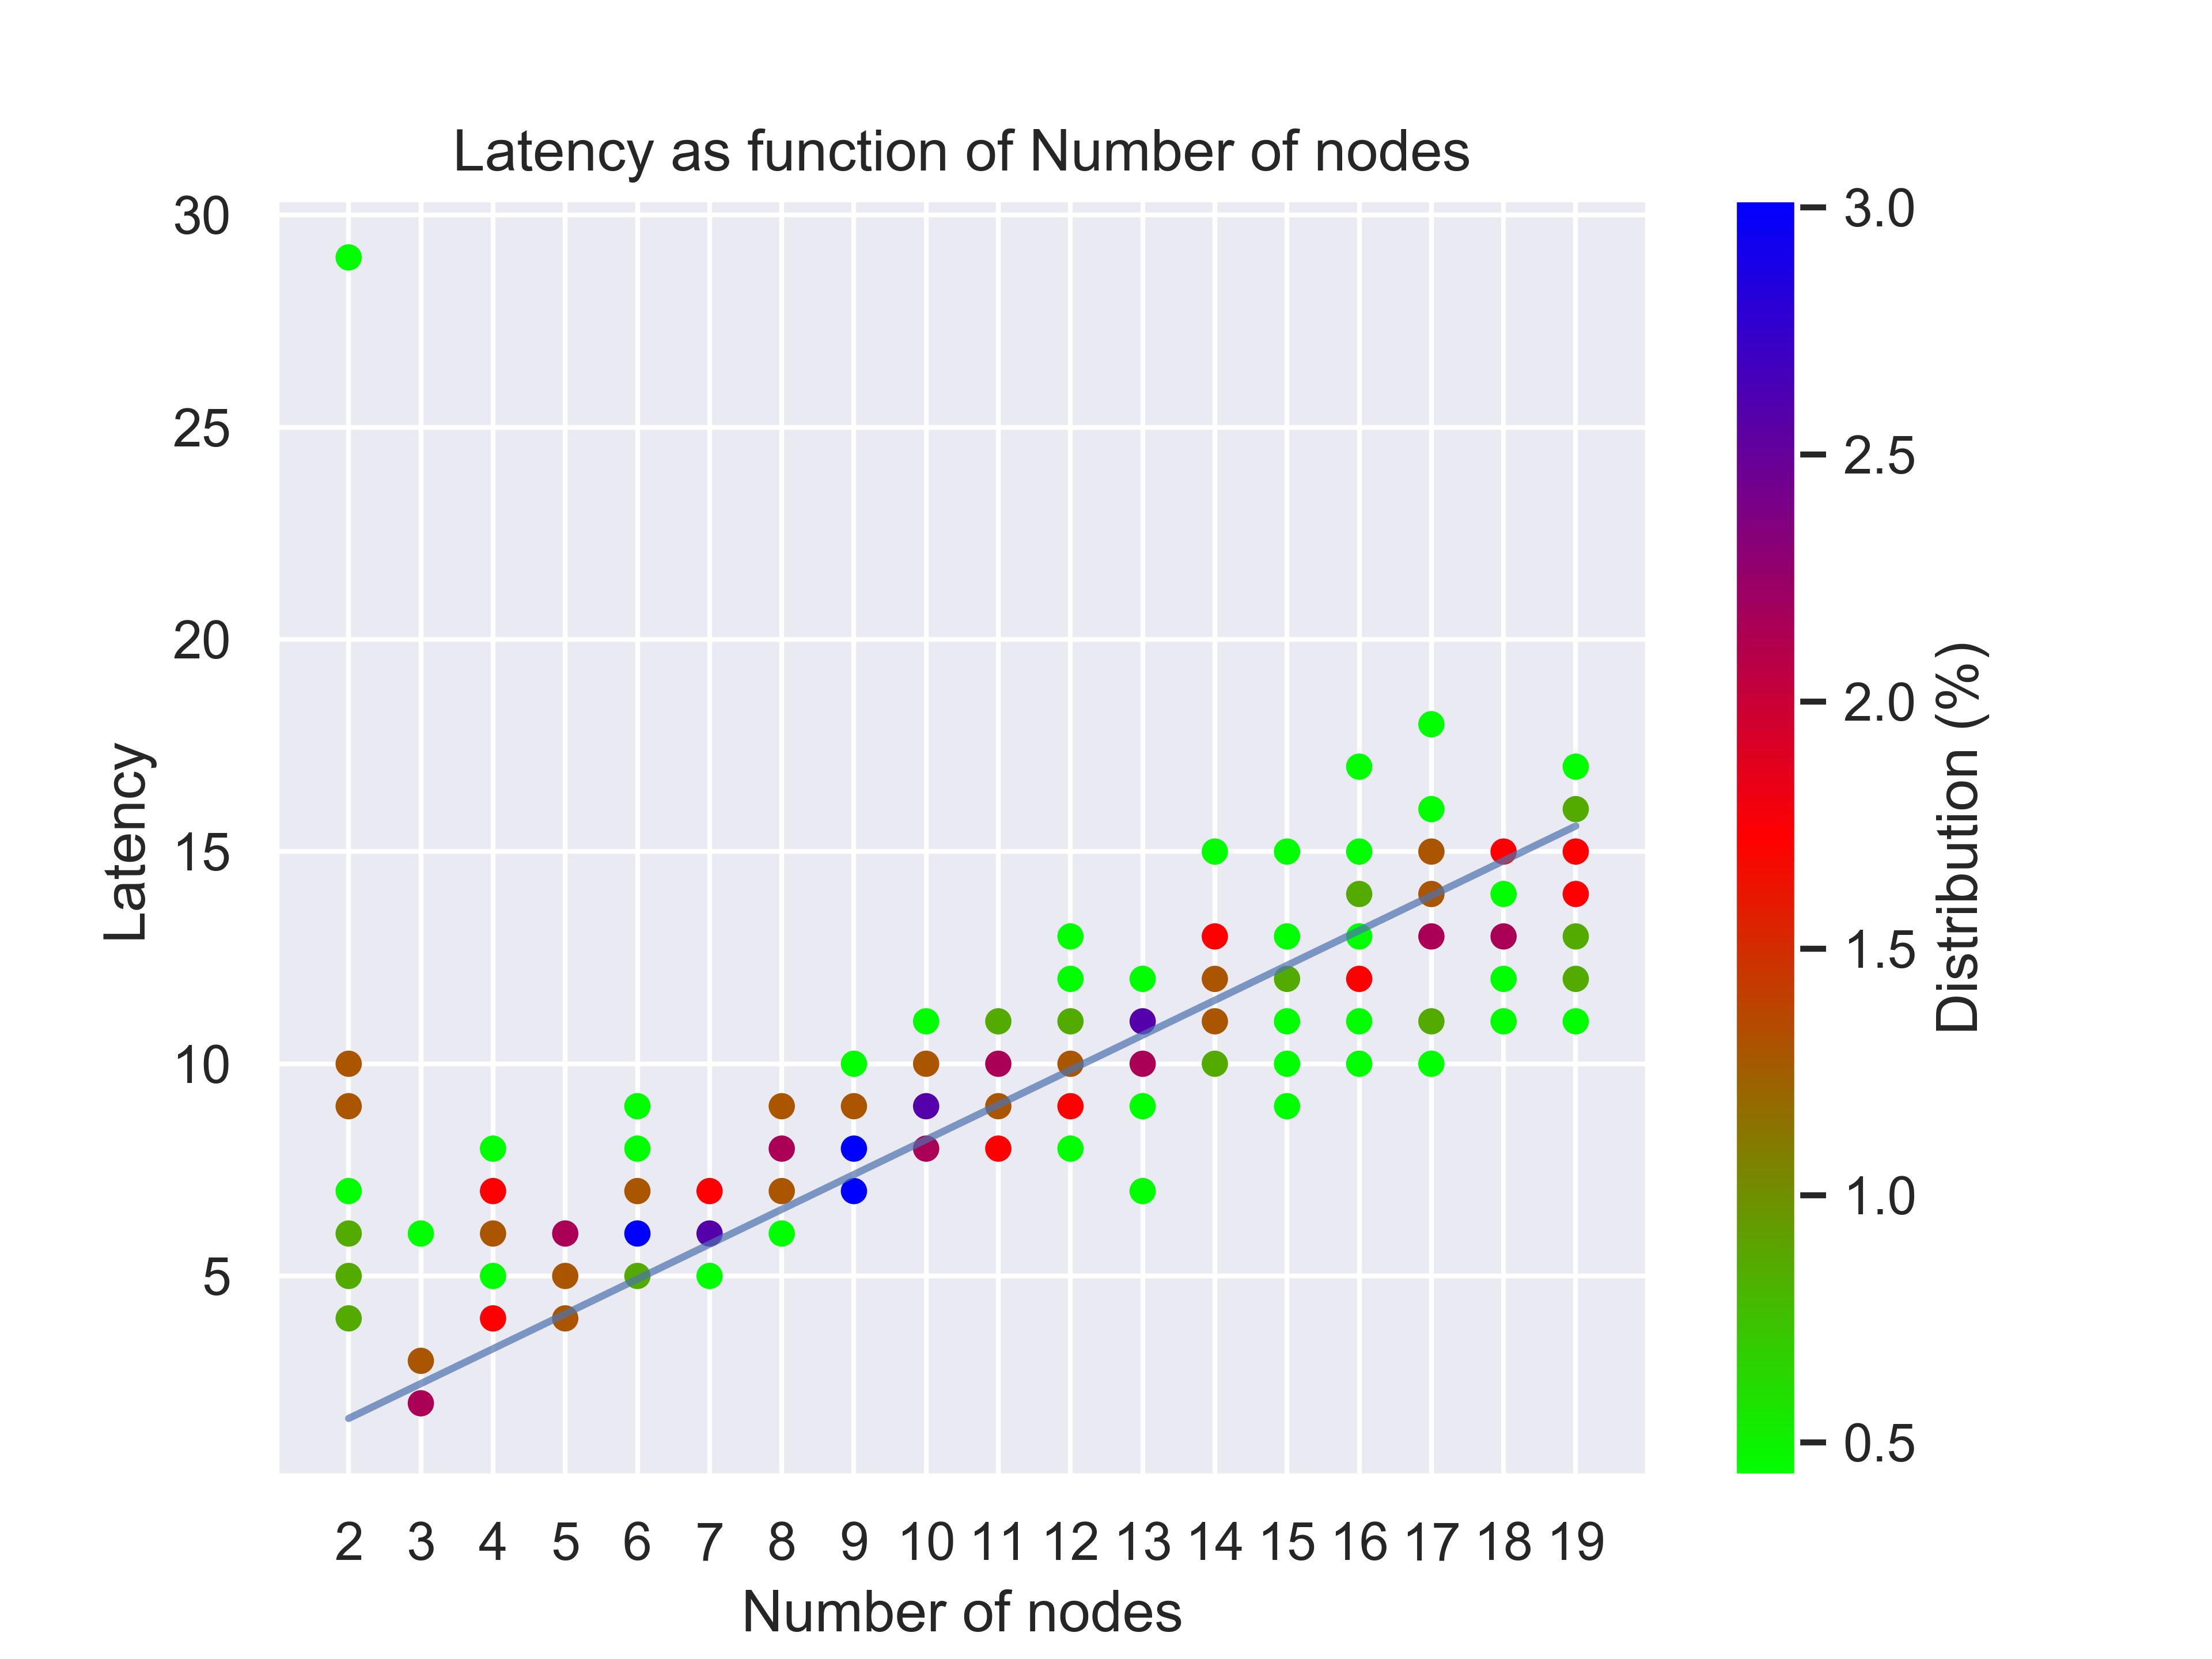 Latency as function of Number of nodes
30
25
20
15
10
5
Latency
2 3 4 5 6 7 8 9 10 11 12 13 14 15 16 17 18 19
Number of nodes
3.0
2.5
2.0
1.5
1.0
0.5
Distribution (%)